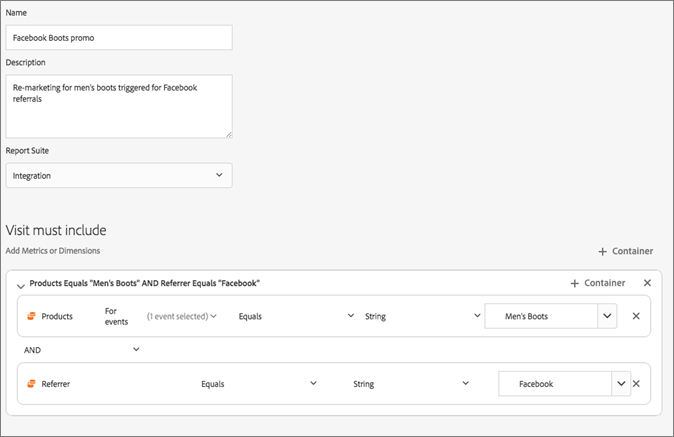 Name
Facebook Boots promo
Description
Re-marketing for men's boots triggered for Facebook
referrals
Report Suite
Integration
Visit must include
Add Metrics or Dimensions
+ Container
Products Equals "Men's Boots" AND Referrer Equals "Facebook"
+ Container
Products
For
events
(1 event selected)
Equals
String
Men's Boots
AND
Referrer
Equals
String
Facebook